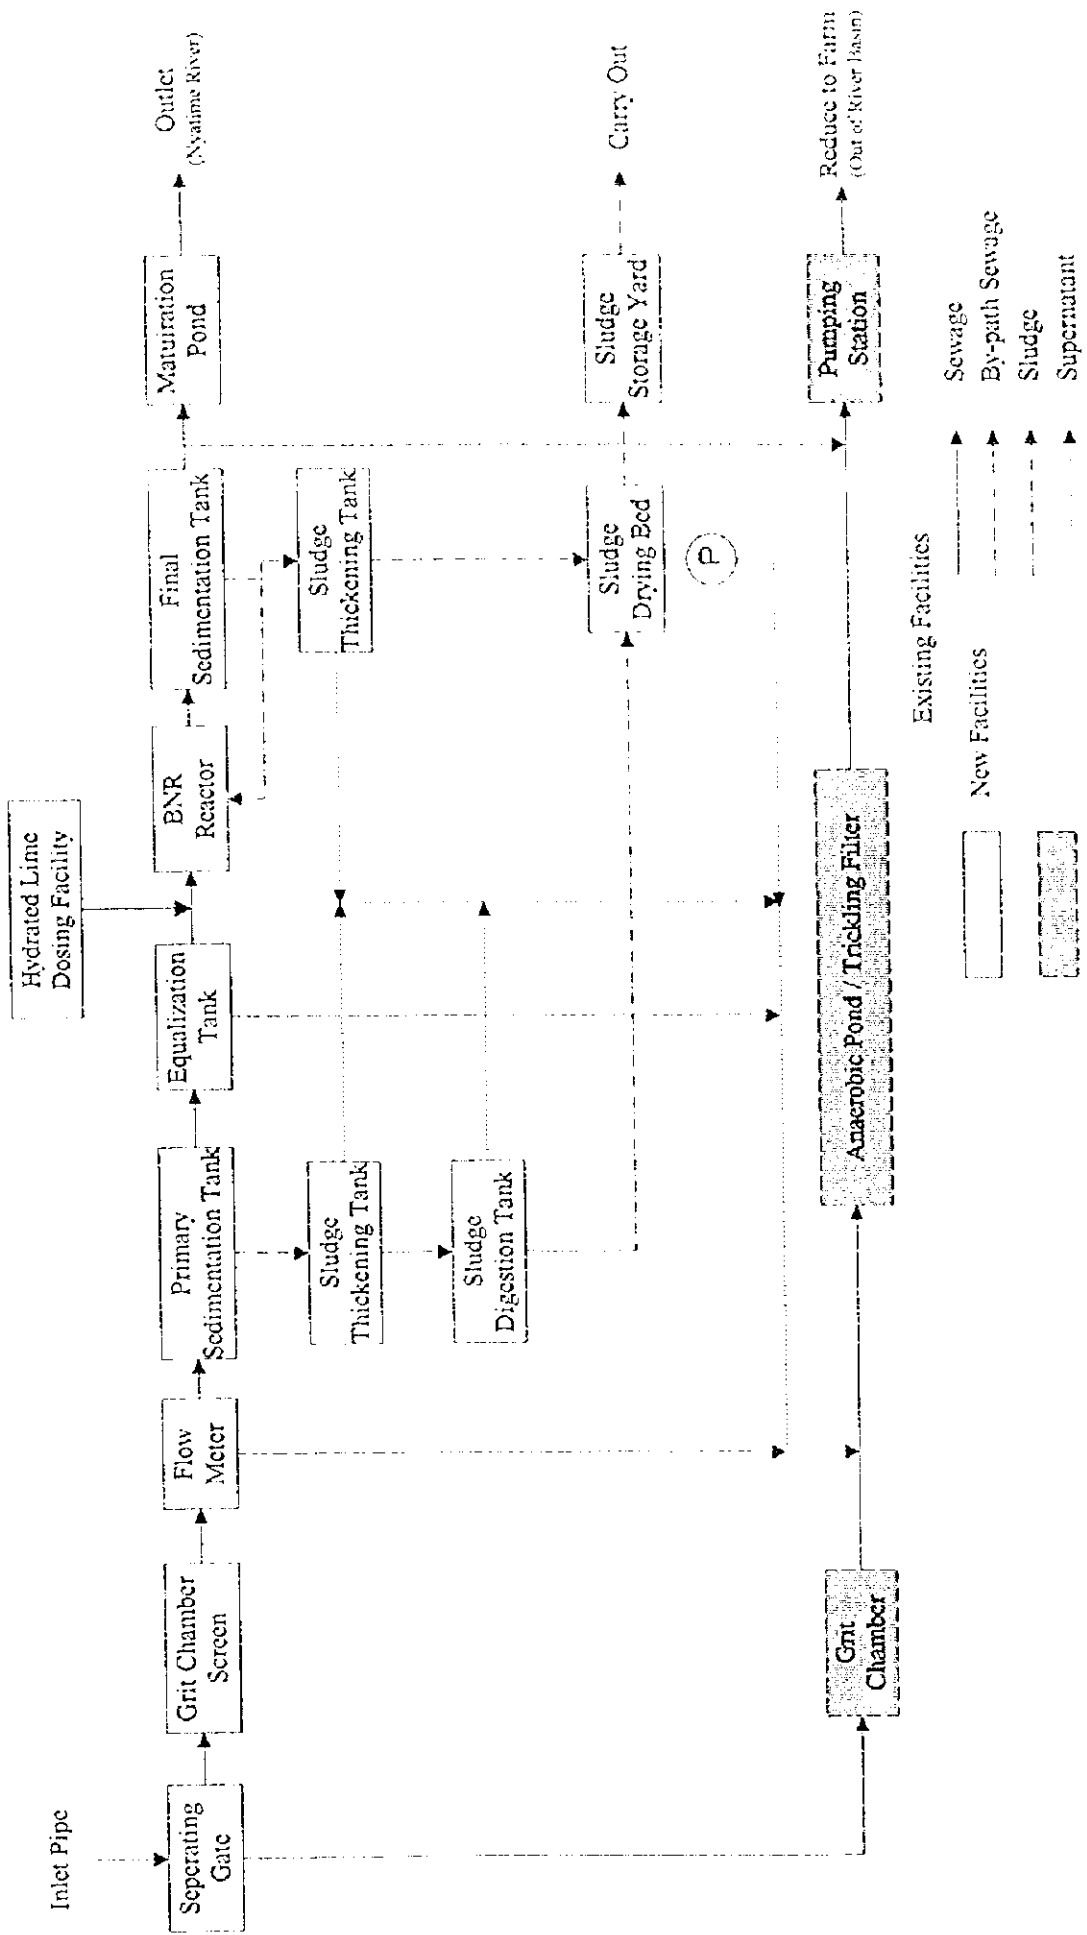 Inlet Pipe
Seperating
Gate
Grit Chamber
Screen
Flow
Meter
Primary
Sedimentation Tank
Equalization
Tank
Hydrated Lime
Dosing Facility
BNR
Reactor
Final
Sedimentation Tank
Matuiration
Pond
Outlet
(Nyatime River)
Sludge
Thickening Tank
Sludge
Digestion Tank
Sludge
Thickening Tank
Sludge
Drying Bed
P
Sludge
Storage Yard
Carry Out
Grit
Chamber
Anaerobic Pond / Trickling Filter
Pumping
Station
Reduce to Farm
(Out of River Basin)
Existing Facilities
New Facilities
Sewage
By-path Sewage
Sludge
Supernatant